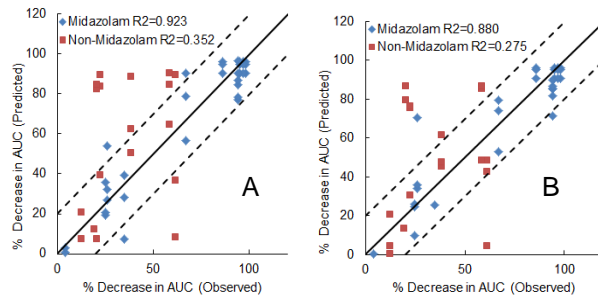 A
B
Midazolam R2=0.923
Non-Midazolam R2=0.352
% Decrease in AUC (Predicted)
120
100
80
60
40
20
0
A
0 50 100
% Decrease in AUC (Observed)
Midazolam R2=0.880
Non-Midazolam R2=0.275
% Decrease in AUC (Predicted)
120
100
80
60
40
20
0
B
0 50 100
% Decrease in AUC (Observed)